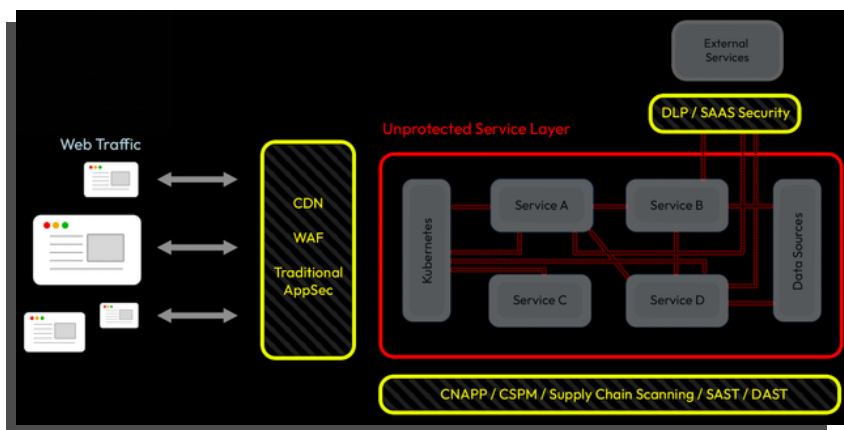 External
Services
DLP / SAAS Security
Unprotected Service Layer
Web Traffic
CDN
WAF
Traditional
AppSec
Kubernetes
Service A
Service B
Service C
Service D
Data Sources
CNAPP / CSPM / Supply Chain Scanning / SAST / DAST